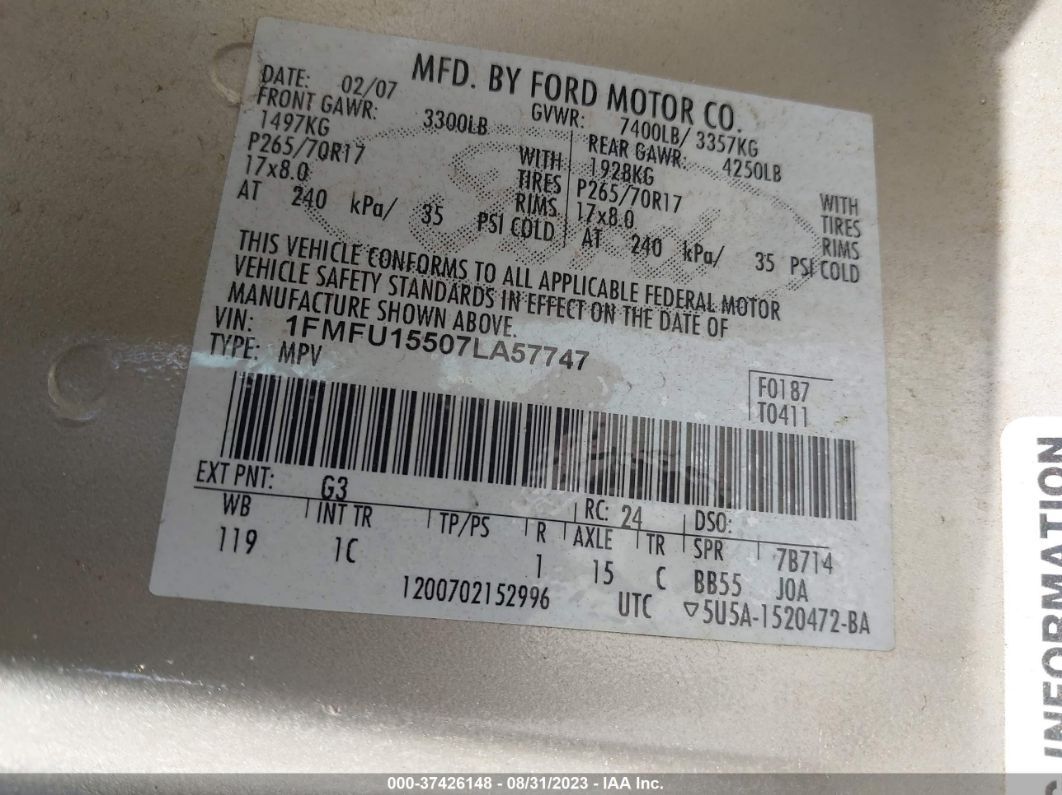 MFD. BY FORD MOTOR CO.
DATE: 02/07 GVWR: 7400LB/ 3357KG
FRONT GAWR: 3300LB REAR GAWR: 4250LB
1497KG WITH 1928KG WITH
P265/70R17 TIRES P265/70R17 TIRES
17x8.0 RIMS 17x8.0 RIMS
AT 240 kPa/ 35 PSI COLD AT 240 kPa/ 35 PSI COLD
THIS VEHICLE CONFORMS TO ALL APPLICABLE FEDERAL MOTOR
VEHICLE SAFETY STANDARDS IN EFFECT ON THE DATE OF
MANUFACTURE SHOWN ABOVE.
VIN: 1FMFU15507LA57747
TYPE: MPV
F0187
T0411
EXT PNT: G3 RC: 24 DSO:
WB INT TR TP/PS R AXLE TR SPR 7B714
119 1C 1 15 C BB55 JOA
1200702152996 UTC ▽5U5A-1520472-BA
INFORMATION
000-37426148 - 08/31/2023 - IAA Inc.